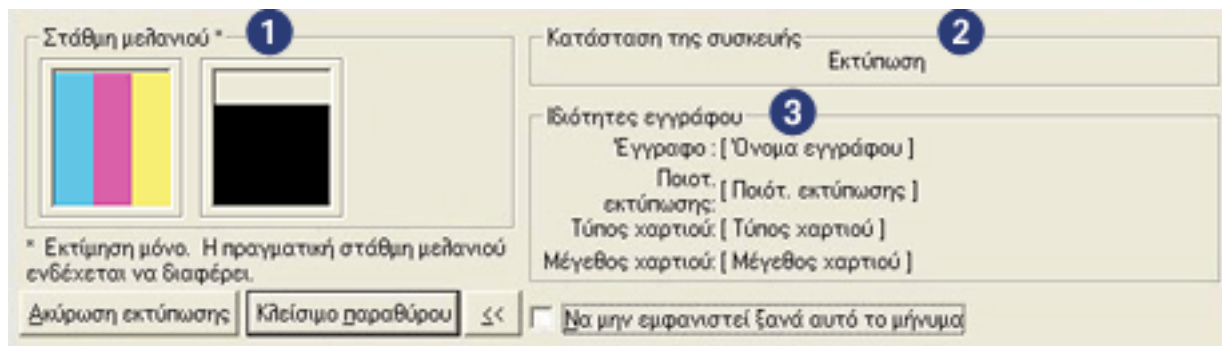 Στάθμη μελανιού *
1
* Εκτίμηση μόνο. Η πραγματική στάθμη μελανιού
ενδέχεται να διαφέρει.
Κατάσταση της συσκευής
2
Εκτύπωση
Ιδιότητες εγγράφου
3
Έγγραφο : [ Όνομα εγγράφου ]
Ποιοτ.
εκτύπωσης: [ Ποιότ. εκτύπωσης ]
Τύπος χαρτιού: [ Τύπος χαρτιού ]
Μέγεθος χαρτιού: [ Μέγεθος χαρτιού ]
Ακύρωση εκτύπωσης
Κλείσιμο παραθύρου
<<
Να μην εμφανιστεί ξανά αυτό το μήνυμα